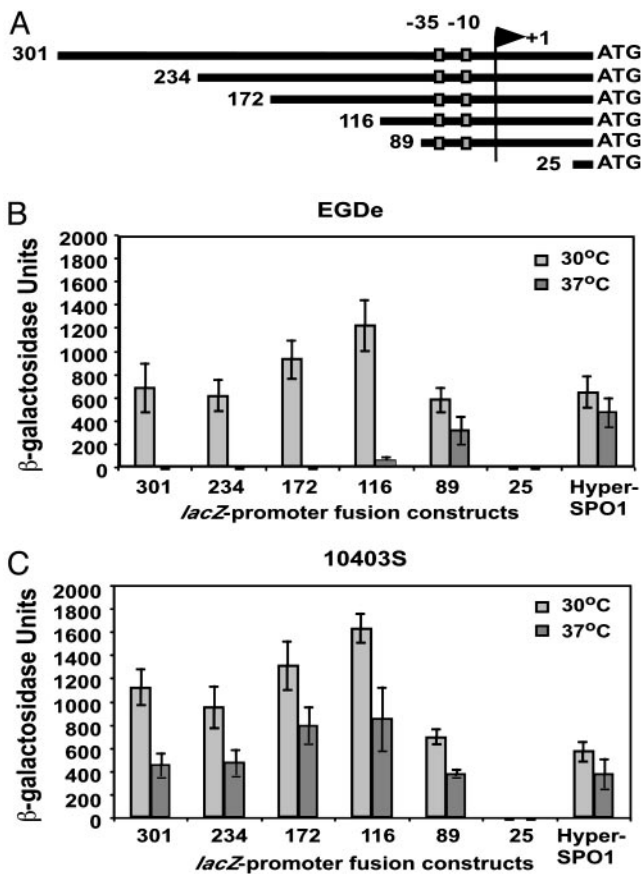 A
-35 -10
+1
301 ATG
234 ATG
172 ATG
116 ATG
89 ATG
25 ATG
B
EGDe
β-galactosidase Units
2000
1800
1600
1400
1200
1000
800
600
400
200
0
30°C
37°C
301 234 172 116 89 25 Hyper-
SPO1
lacZ-promoter fusion constructs
C
10403S
β-galactosidase Units
2000
1800
1600
1400
1200
1000
800
600
400
200
0
30°C
37°C
301 234 172 116 89 25 Hyper-
SPO1
lacZ-promoter fusion constructs